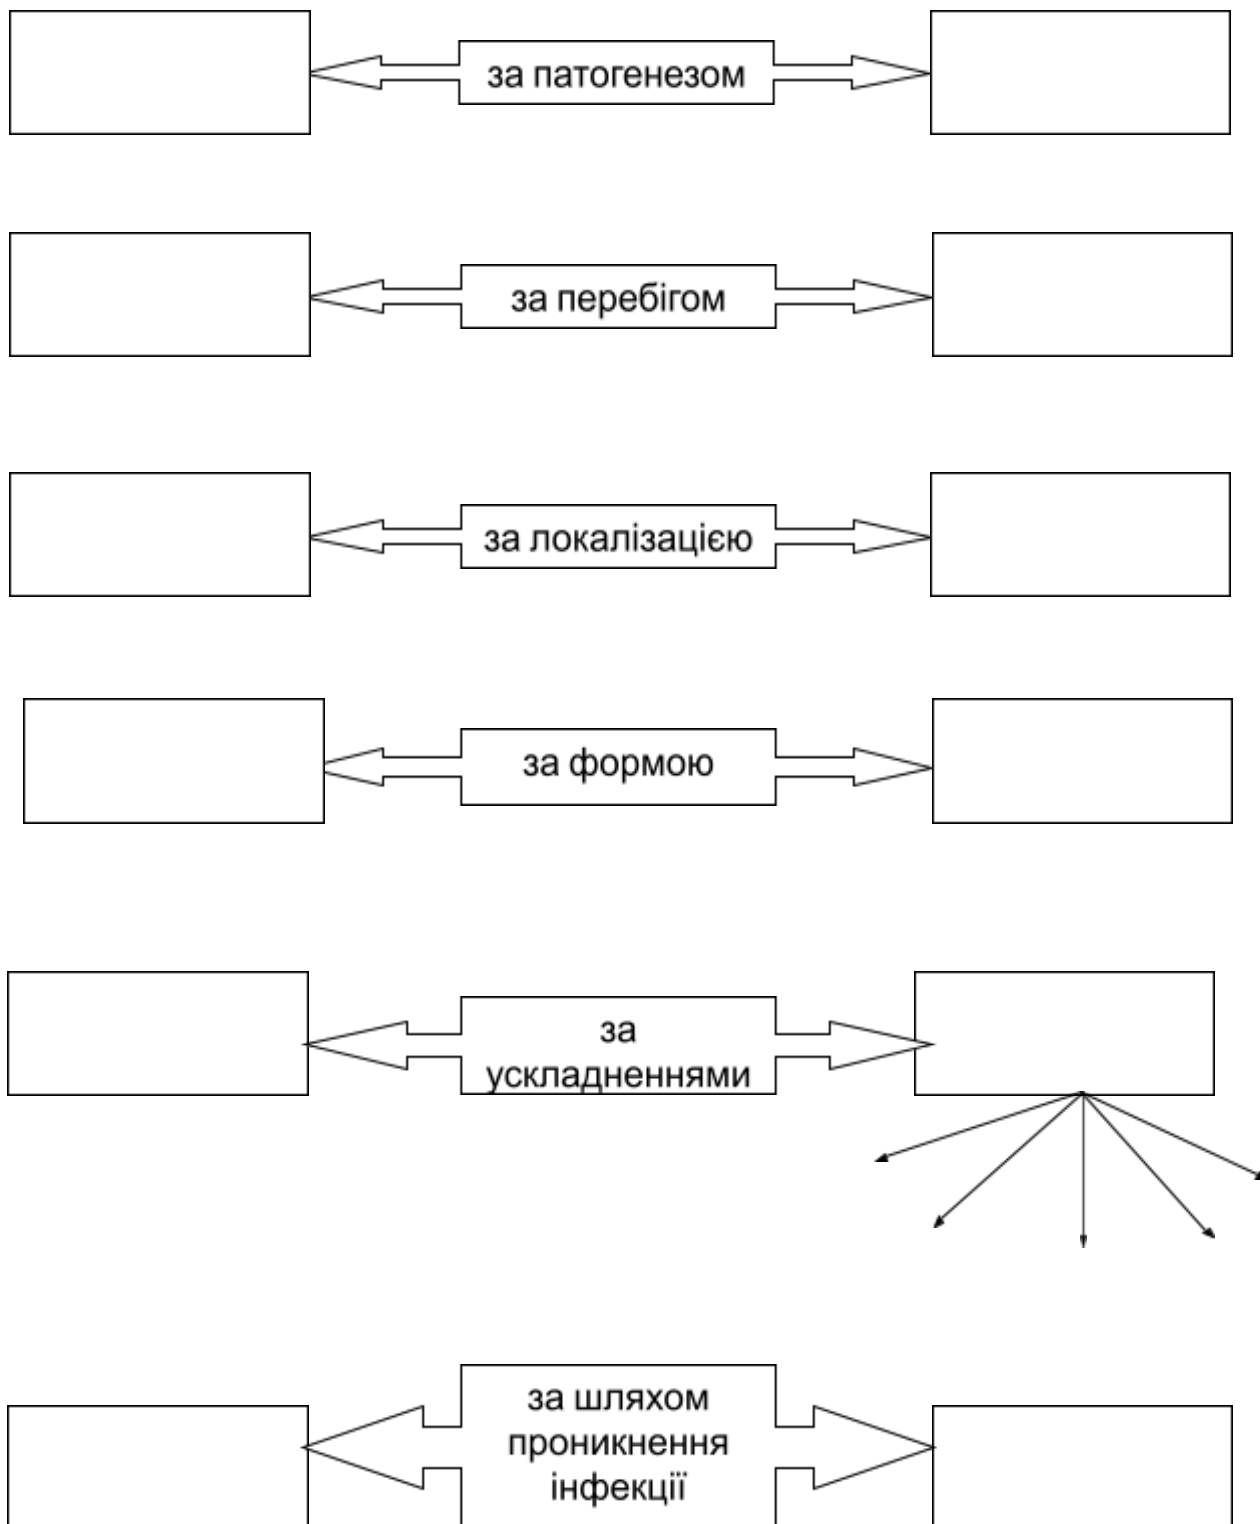 за патогенезом
за перебігом
за локалізацією
за формою
за
ускладненнями
за шляхом
проникнення
інфекції